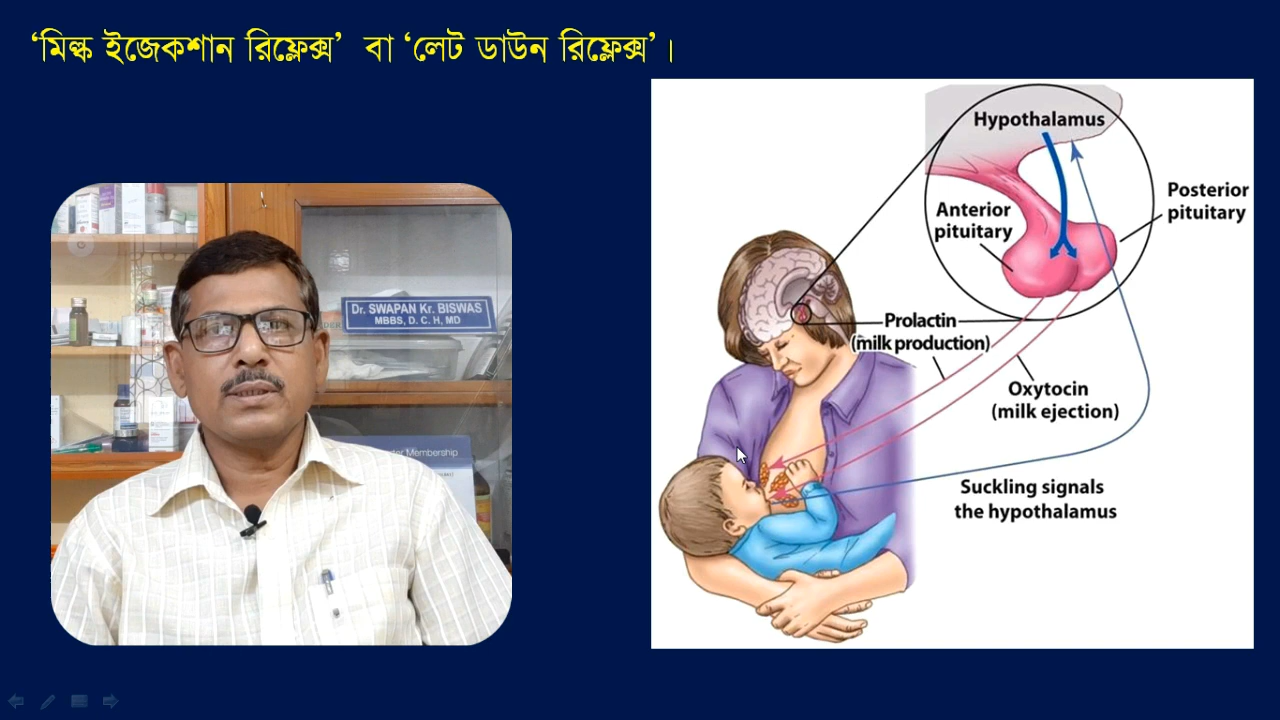 ‘মিল্ক ইজেকশান রিফ্লেক্স’ বা ‘লেট ডাউন রিফ্লেক্স’।
Dr. SWAPAN Kr. BISWAS
MBBS, D. C. H, MD
Membership
Hypothalamus
Posterior
pituitary
Anterior
pituitary
Prolactin
(milk production)
Oxytocin
(milk ejection)
Suckling signals
the hypothalamus